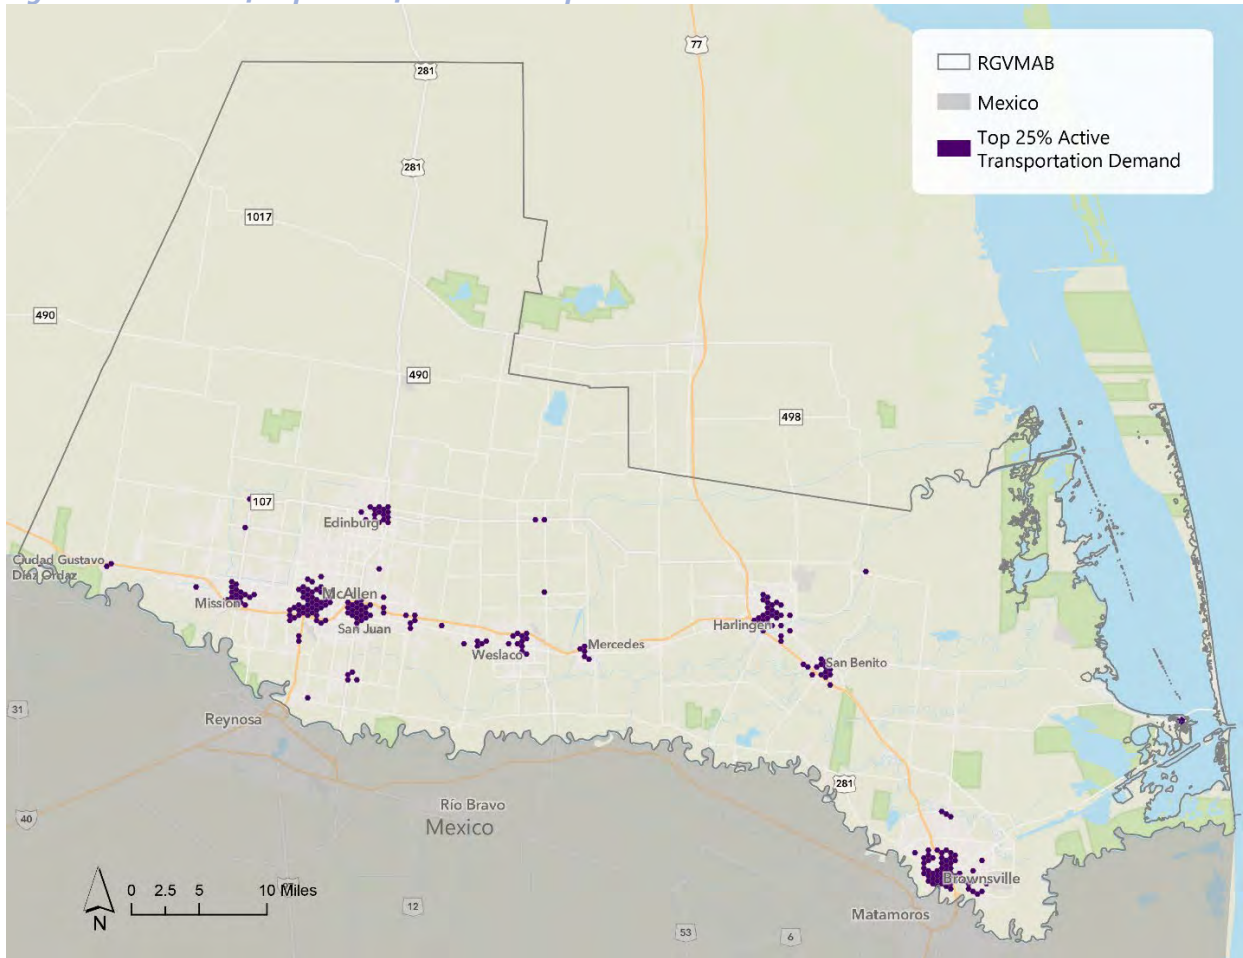 77
281
RGVMAB
Mexico
Top 25% Active
Transportation Demand
281
1017
490
490
498
107
Edinburg
Ciudad Gustavo
Díaz Ordaz
McAllen
Mission
San Juan
Harlingen
Mercedes
Weslaco
San Benito
31
Reynosa
281
Río Bravo
40
Mexico
Brownsville
0 2.5 5 10 Miles
N
12
Matamoros
53
6